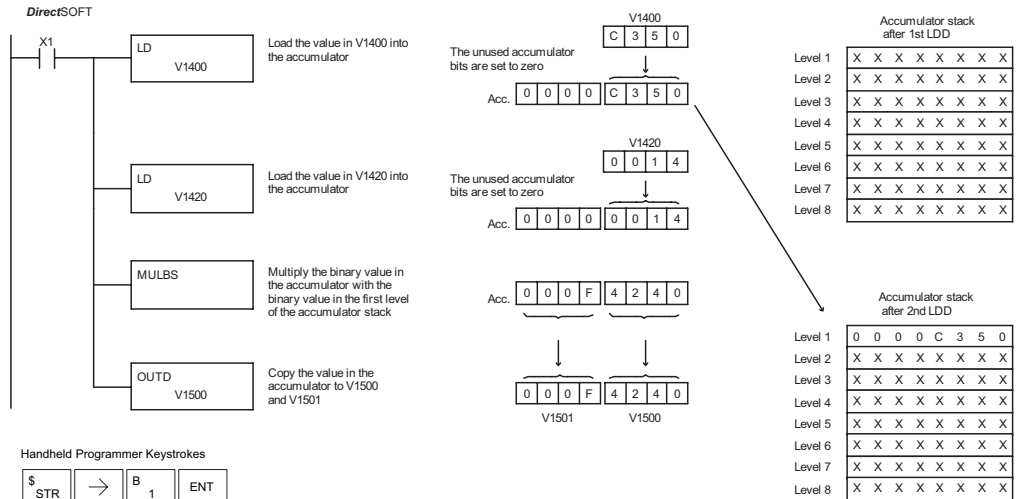 DirectSOFT
X1
LD
V1400
Load the value in V1400 into
the accumulator
LD
V1420
Load the value in V1420 into
the accumulator
MULBS
Multiply the binary value in
the accumulator with the
binary value in the first level
of the accumulator stack
OUTD
V1500
Copy the value in the
accumulator to V1500
and V1501
V1400
C 3 5 0
The unused accumulator
bits are set to zero
Acc. 0 0 0 0 C 3 5 0
V1420
0 0 1 4
The unused accumulator
bits are set to zero
Acc. 0 0 0 0 0 0 1 4
Acc. 0 0 0 F 4 2 4 0
0 0 0 F 4 2 4 0
V1501 V1500
Accumulator stack
after 1st LDD
Level 1 X X X X X X X X
Level 2 X X X X X X X X
Level 3 X X X X X X X X
Level 4 X X X X X X X X
Level 5 X X X X X X X X
Level 6 X X X X X X X X
Level 7 X X X X X X X X
Level 8 X X X X X X X X
Accumulator stack
after 2nd LDD
Level 1 0 0 0 0 C 3 5 0
Level 2 X X X X X X X X
Level 3 X X X X X X X X
Level 4 X X X X X X X X
Level 5 X X X X X X X X
Level 6 X X X X X X X X
Level 7 X X X X X X X X
Level 8 X X X X X X X X
Handheld Programmer Keystrokes
$ STR → B 1 ENT